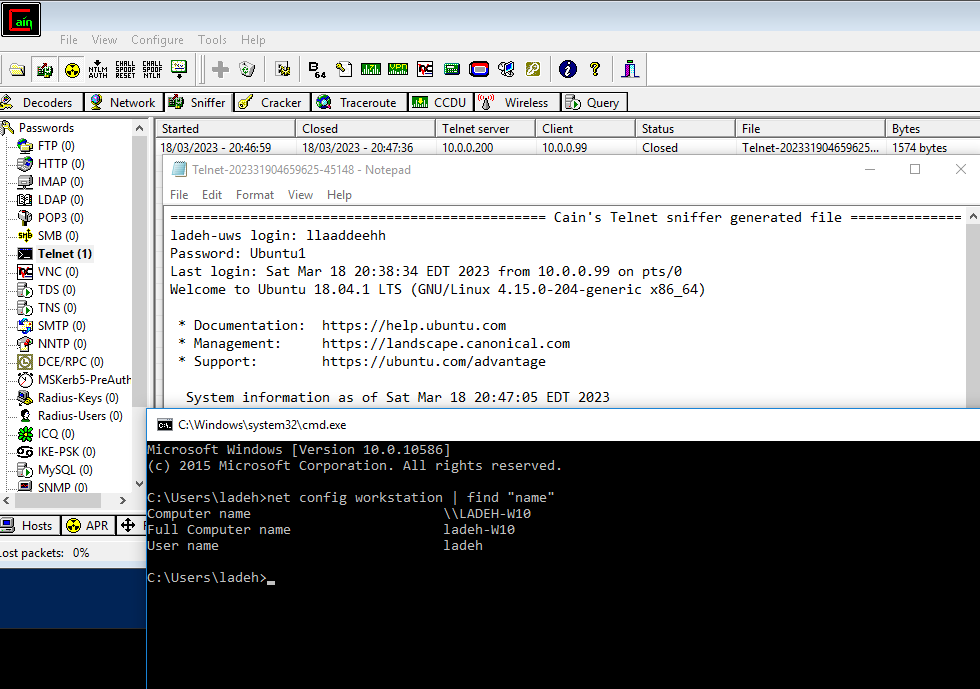 Cain
File View Configure Tools Help
NTLM AUTH CHALL SPOOF RESET CHALL SPOOF NTLM B64
Decoders Network Sniffer Cracker Traceroute CCDU Wireless Query
Passwords
FTP (0)
HTTP (0)
IMAP (0)
LDAP (0)
POP3 (0)
SMB (0)
Telnet (1)
VNC (0)
TDS (0)
TNS (0)
SMTP (0)
NNTP (0)
DCE/RPC (0)
MSKerb5-PreAuth
Radius-Keys (0)
Radius-Users (0)
ICQ (0)
IKE-PSK (0)
MySQL (0)
SNMP (0)
Hosts APR
Lost packets: 0%
Started Closed Telnet server Client Status File Bytes
18/03/2023 - 20:46:59 18/03/2023 - 20:47:36 10.0.0.200 10.0.0.99 Closed Telnet-202331904659625... 1574 bytes
Telnet-202331904659625-45148 - Notepad
File Edit Format View Help
=============================================== Cain's Telnet sniffer generated file ==============
ladeh-uws login: llaaddeehh
Password: Ubuntu1
Last login: Sat Mar 18 20:38:34 EDT 2023 from 10.0.0.99 on pts/0
Welcome to Ubuntu 18.04.1 LTS (GNU/Linux 4.15.0-204-generic x86_64)
* Documentation: https://help.ubuntu.com
* Management: https://landscape.canonical.com
* Support: https://ubuntu.com/advantage
System information as of Sat Mar 18 20:47:05 EDT 2023
C:\Windows\system32\cmd.exe
Microsoft Windows [Version 10.0.10586]
(c) 2015 Microsoft Corporation. All rights reserved.
C:\Users\ladeh>net config workstation | find "name"
Computer name \\LADEH-W10
Full Computer name ladeh-W10
User name ladeh
C:\Users\ladeh>_